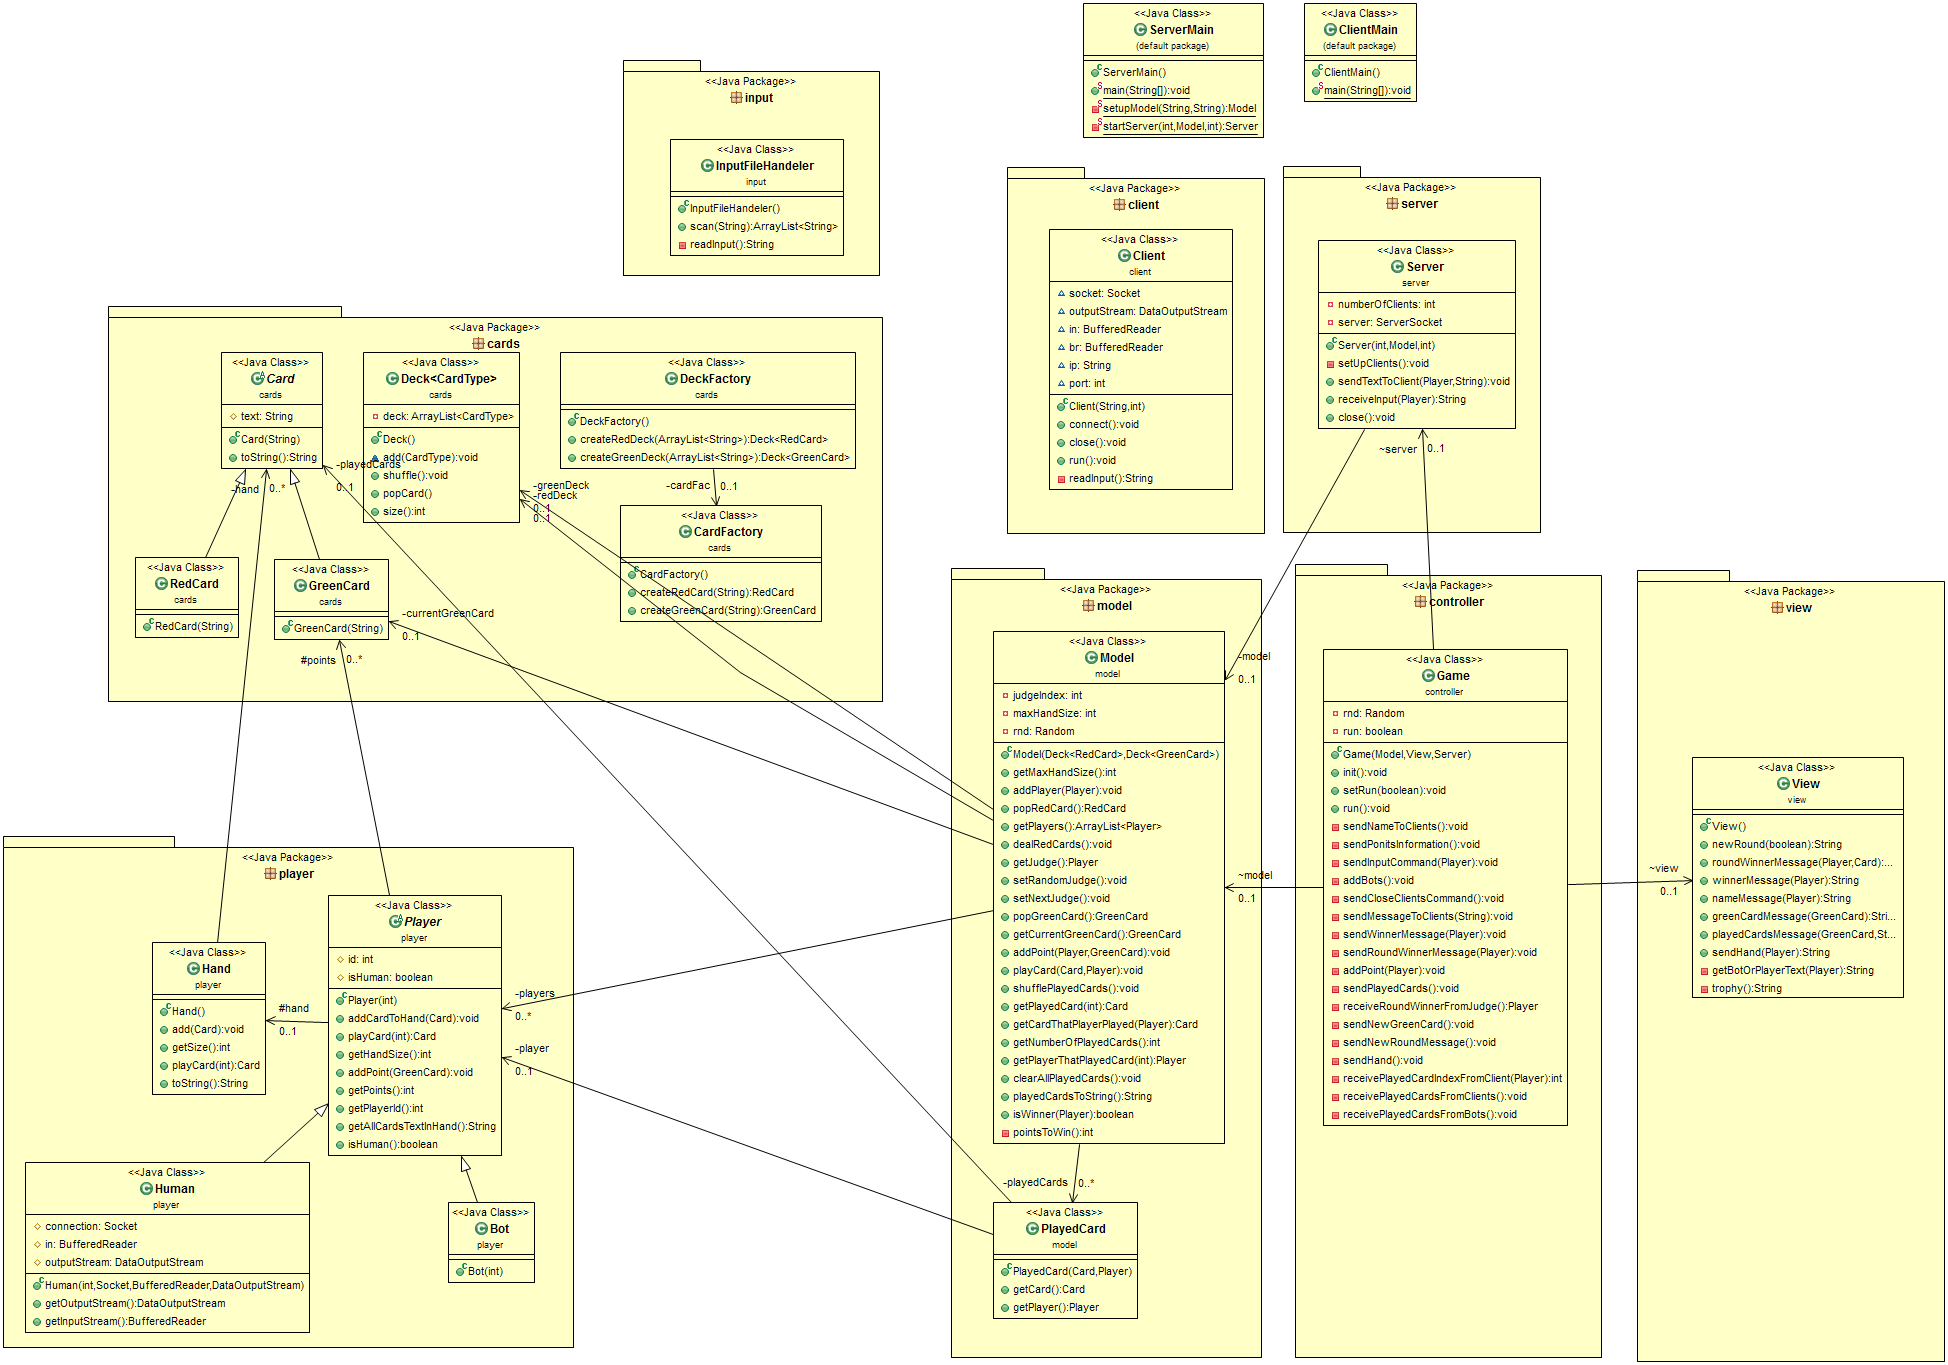 <<Java Class>>
ServerMain
(default package)
ServerMain()
main(String[]):void
setupModel(String,String):Model
startServer(int,Model,int):Server
<<Java Class>>
ClientMain
(default package)
ClientMain()
main(String[]):void
<<Java Package>>
input
<<Java Class>>
InputFileHandeler
input
InputFileHandeler()
scan(String):ArrayList<String>
readInput():String
<<Java Package>>
client
<<Java Class>>
Client
client
socket: Socket
outputStream: DataOutputStream
in: BufferedReader
br: BufferedReader
ip: String
port: int
Client(String,int)
connect():void
close():void
run():void
readInput():String
<<Java Package>>
server
<<Java Class>>
Server
server
numberOfClients: int
server: ServerSocket
Server(int,Model,int)
setUpClients():void
sendTextToClient(Player,String):void
receiveInput(Player):String
close():void
~server
0..1
<<Java Package>>
cards
<<Java Class>>
Card
cards
text: String
Card(String)
toString():String
<<Java Class>>
Deck<CardType>
cards
deck: ArrayList<CardType>
Deck()
add(CardType):void
shuffle():void
popCard()
size():int
<<Java Class>>
DeckFactory
cards
DeckFactory()
createRedDeck(ArrayList<String>):Deck<RedCard>
createGreenDeck(ArrayList<String>):Deck<GreenCard>
-playedCards
0..1
-hand
0..*
-greenDeck
-redDeck
0..1
0..1
-cardFac
0..1
<<Java Class>>
CardFactory
cards
CardFactory()
createRedCard(String):RedCard
createGreenCard(String):GreenCard
<<Java Class>>
RedCard
cards
RedCard(String)
<<Java Class>>
GreenCard
cards
GreenCard(String)
-currentGreenCard
0..1
#points
0..*
<<Java Package>>
model
<<Java Class>>
Model
model
judgeIndex: int
maxHandSize: int
rnd: Random
Model(Deck<RedCard>,Deck<GreenCard>)
getMaxHandSize():int
addPlayer(Player):void
popRedCard():RedCard
getPlayers():ArrayList<Player>
dealRedCards():void
getJudge():Player
setRandomJudge():void
setNextJudge():void
popGreenCard():GreenCard
getCurrentGreenCard():GreenCard
addPoint(Player,GreenCard):void
playCard(Card,Player):void
shufflePlayedCards():void
getPlayedCard(int):Card
getCardThatPlayerPlayed(Player):Card
getNumberOfPlayedCards():int
getPlayerThatPlayedCard(int):Player
clearAllPlayedCards():void
playedCardsToString():String
isWinner(Player):boolean
pointsToWin():int
-model
0..1
~model
0..1
-playedCards
0..*
<<Java Class>>
PlayedCard
model
PlayedCard(Card,Player)
getCard():Card
getPlayer():Player
<<Java Package>>
controller
<<Java Class>>
Game
controller
rnd: Random
run: boolean
Game(Model,View,Server)
init():void
setRun(boolean):void
run():void
sendNameToClients():void
sendPonitsInformation():void
sendInputCommand(Player):void
addBots():void
sendCloseClientsCommand():void
sendMessageToClients(String):void
sendWinnerMessage(Player):void
sendRoundWinnerMessage(Player):void
addPoint(Player):void
sendPlayedCards():void
receiveRoundWinnerFromJudge():Player
sendNewGreenCard():void
sendNewRoundMessage():void
sendHand():void
receivePlayedCardIndexFromClient(Player):int
receivePlayedCardsFromClients():void
receivePlayedCardsFromBots():void
<<Java Package>>
view
<<Java Class>>
View
view
View()
newRound(boolean):String
roundWinnerMessage(Player,Card):...
winnerMessage(Player):String
nameMessage(Player):String
greenCardMessage(GreenCard):Stri...
playedCardsMessage(GreenCard,St...
sendHand(Player):String
getBotOrPlayerText(Player):String
trophy():String
~view
0..1
<<Java Package>>
player
<<Java Class>>
Player
player
id: int
isHuman: boolean
Player(int)
addCardToHand(Card):void
playCard(int):Card
getHandSize():int
addPoint(GreenCard):void
getPoints():int
getPlayerId():int
getAllCardsTextInHand():String
isHuman():boolean
-players
0..*
-player
0..1
<<Java Class>>
Hand
player
Hand()
add(Card):void
getSize():int
playCard(int):Card
toString():String
#hand
0..1
<<Java Class>>
Human
player
connection: Socket
in: BufferedReader
outputStream: DataOutputStream
Human(int,Socket,BufferedReader,DataOutputStream)
getOutputStream():DataOutputStream
getInputStream():BufferedReader
<<Java Class>>
Bot
player
Bot(int)